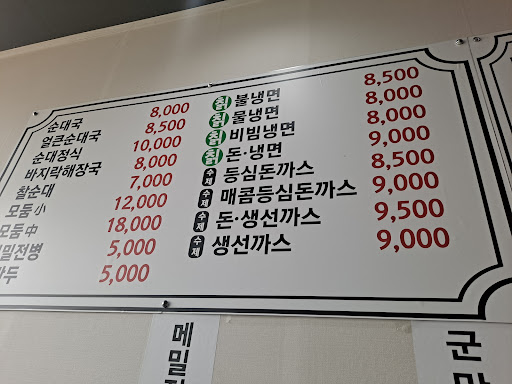 순대국 8,000
얼큰순대국 8,500
순대정식 10,000
바지락해장국 8,000
찰순대 7,000
모둠 小 12,000
모둠 中 18,000
밀전병 5,000
두 5,000
칡 불냉면 8,500
칡 물냉면 8,000
칡 비빔냉면 8,000
칡 돈·냉면 9,000
수제 등심돈까스 8,500
수제 매콤등심돈까스 9,000
수제 돈·생선까스 9,500
수제 생선까스 9,000
메밀
군